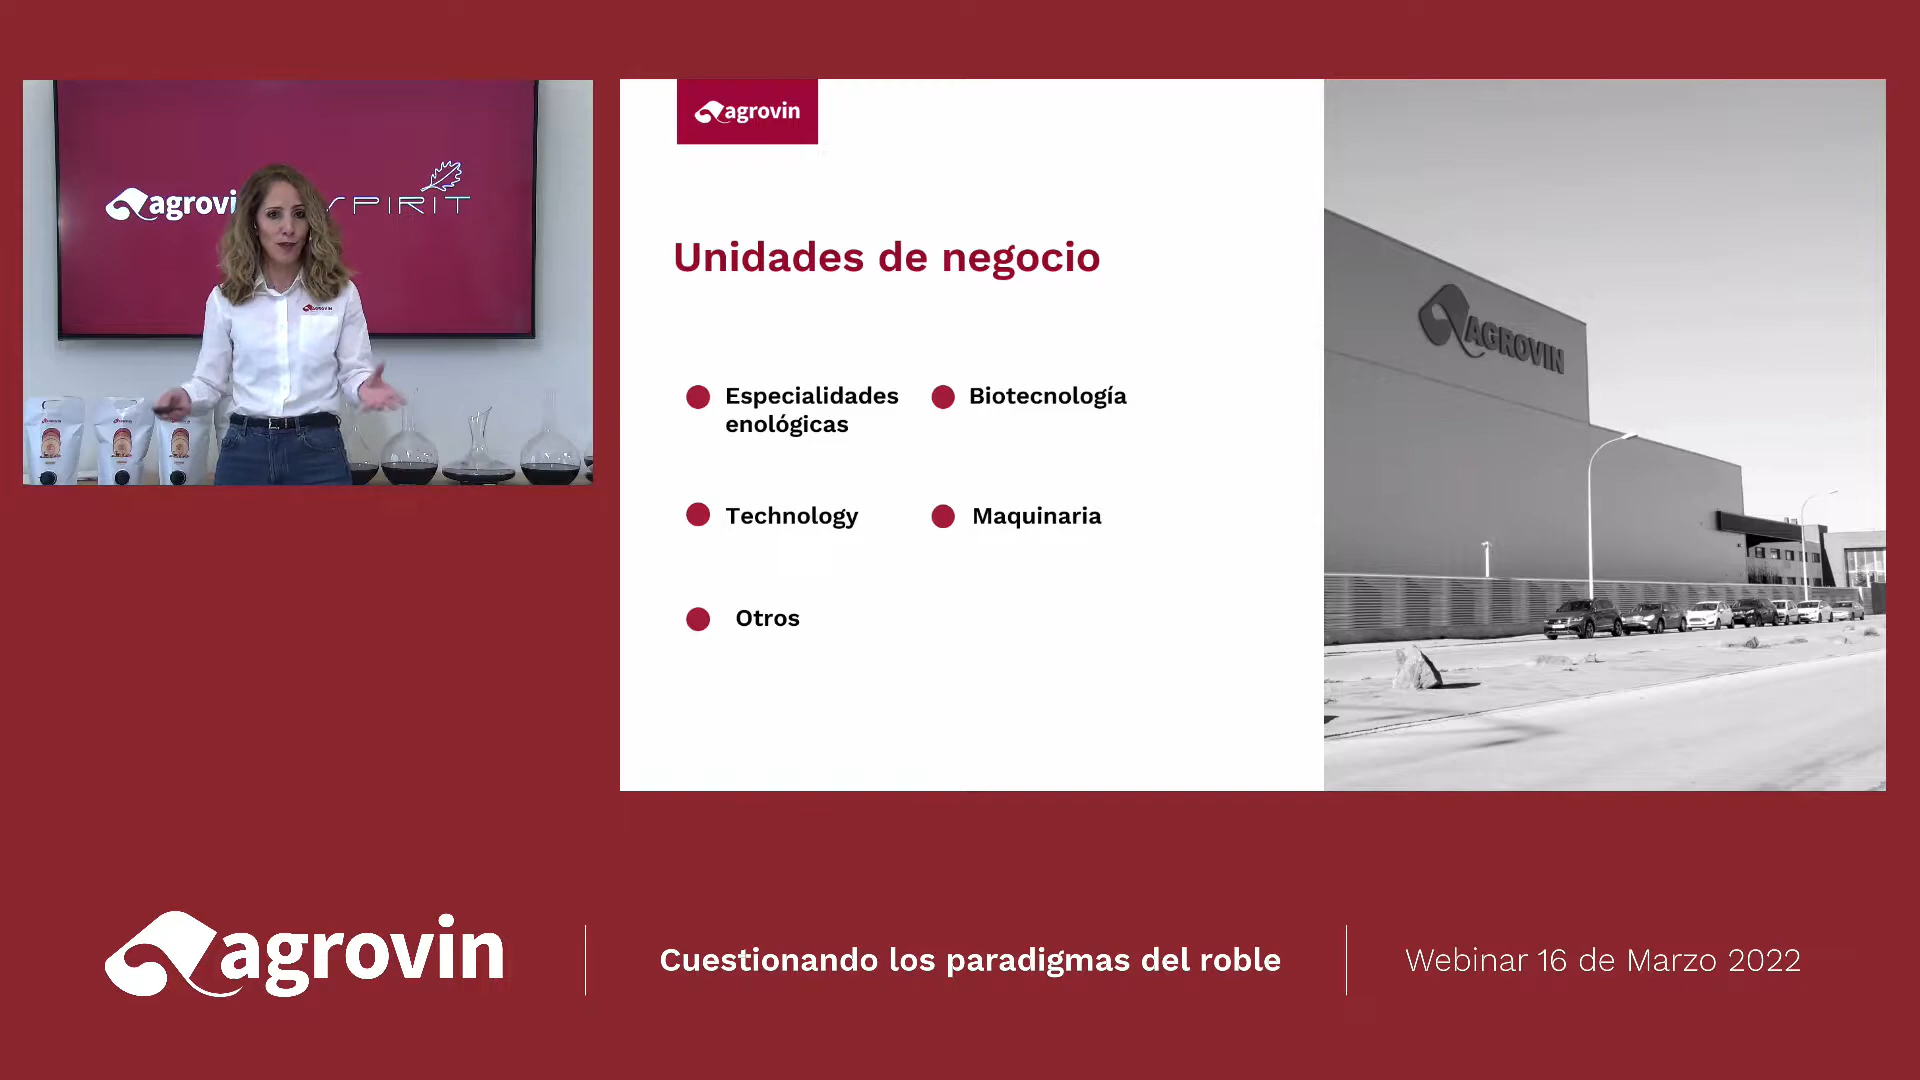 agrovi
SPIRIT
AGROVIN
agrovin
Unidades de negocio
Especialidades
enológicas
Biotecnología
Technology
Maquinaria
Otros
AGROVIN
agrovin
Cuestionando los paradigmas del roble
Webinar 16 de Marzo 2022